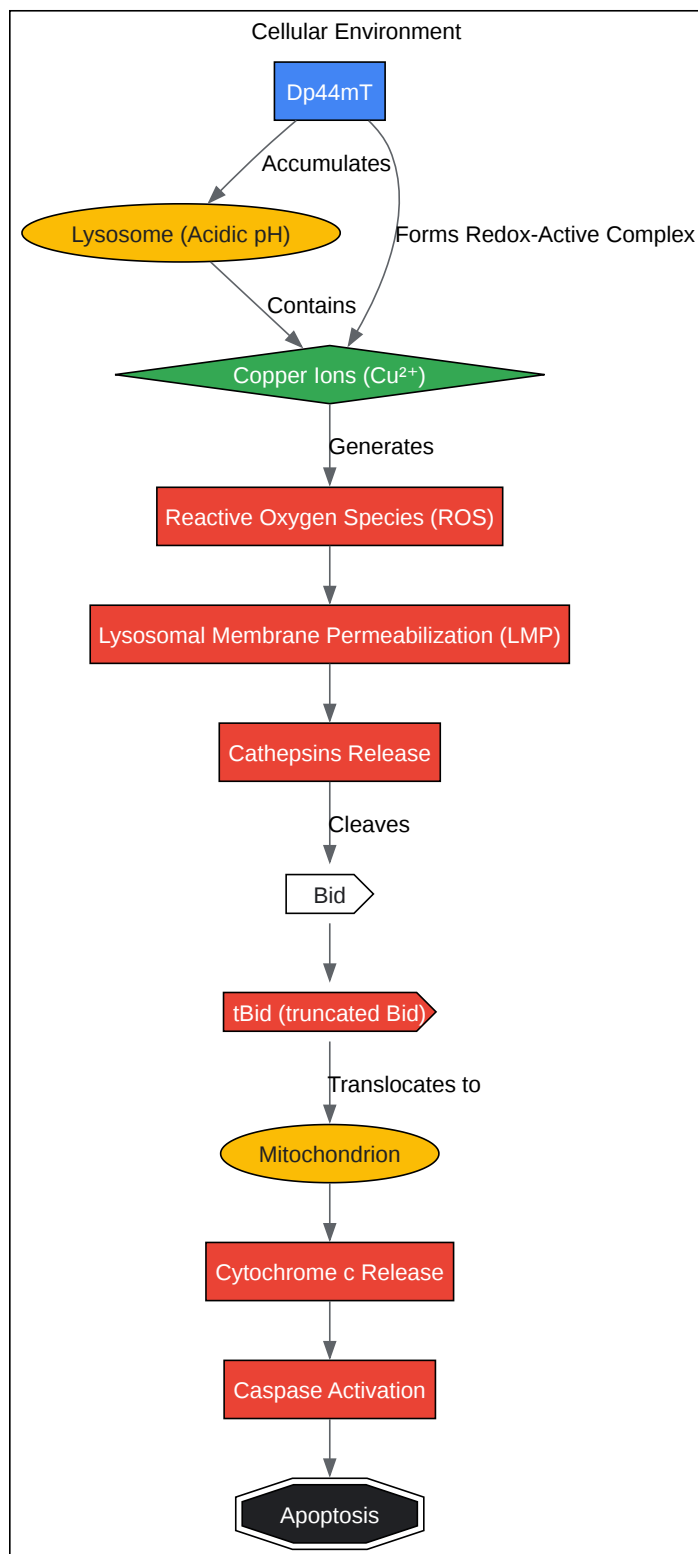 Cellular Environment
Dp44mT
Accumulates
Lysosome (Acidic pH)
Forms Redox-Active Complex
Contains
Copper Ions (Cu²⁺)
Generates
Reactive Oxygen Species (ROS)
Lysosomal Membrane Permeabilization (LMP)
Cathepsins Release
Cleaves
Bid
tBid (truncated Bid)
Translocates to
Mitochondrion
Cytochrome c Release
Caspase Activation
Apoptosis